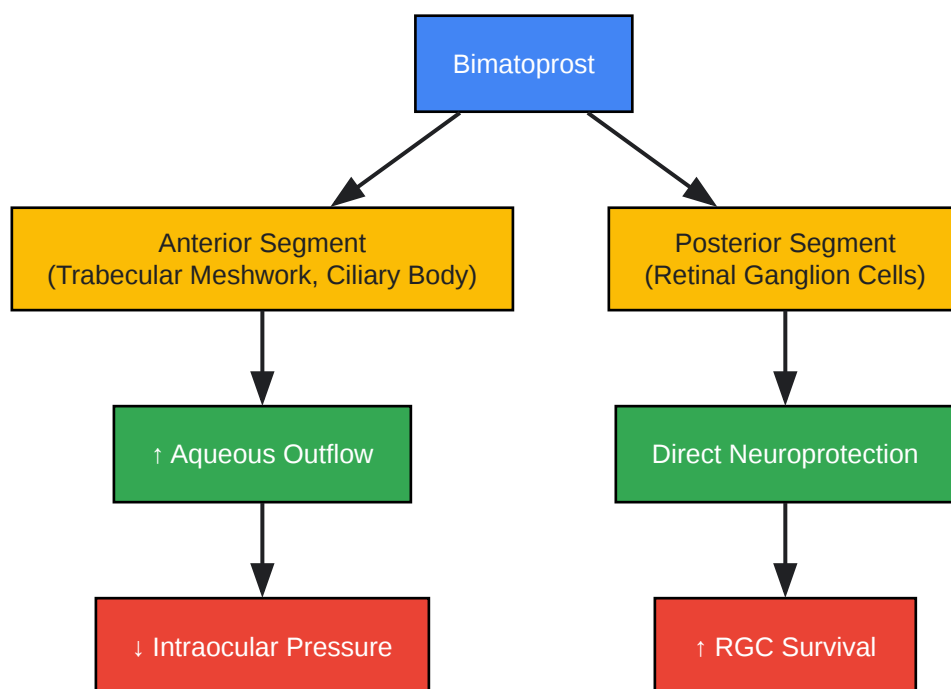 Bimatoprost
Anterior Segment
(Trabecular Meshwork, Ciliary Body)
Posterior Segment
(Retinal Ganglion Cells)
↑ Aqueous Outflow
Direct Neuroprotection
↓ Intraocular Pressure
↑ RGC Survival